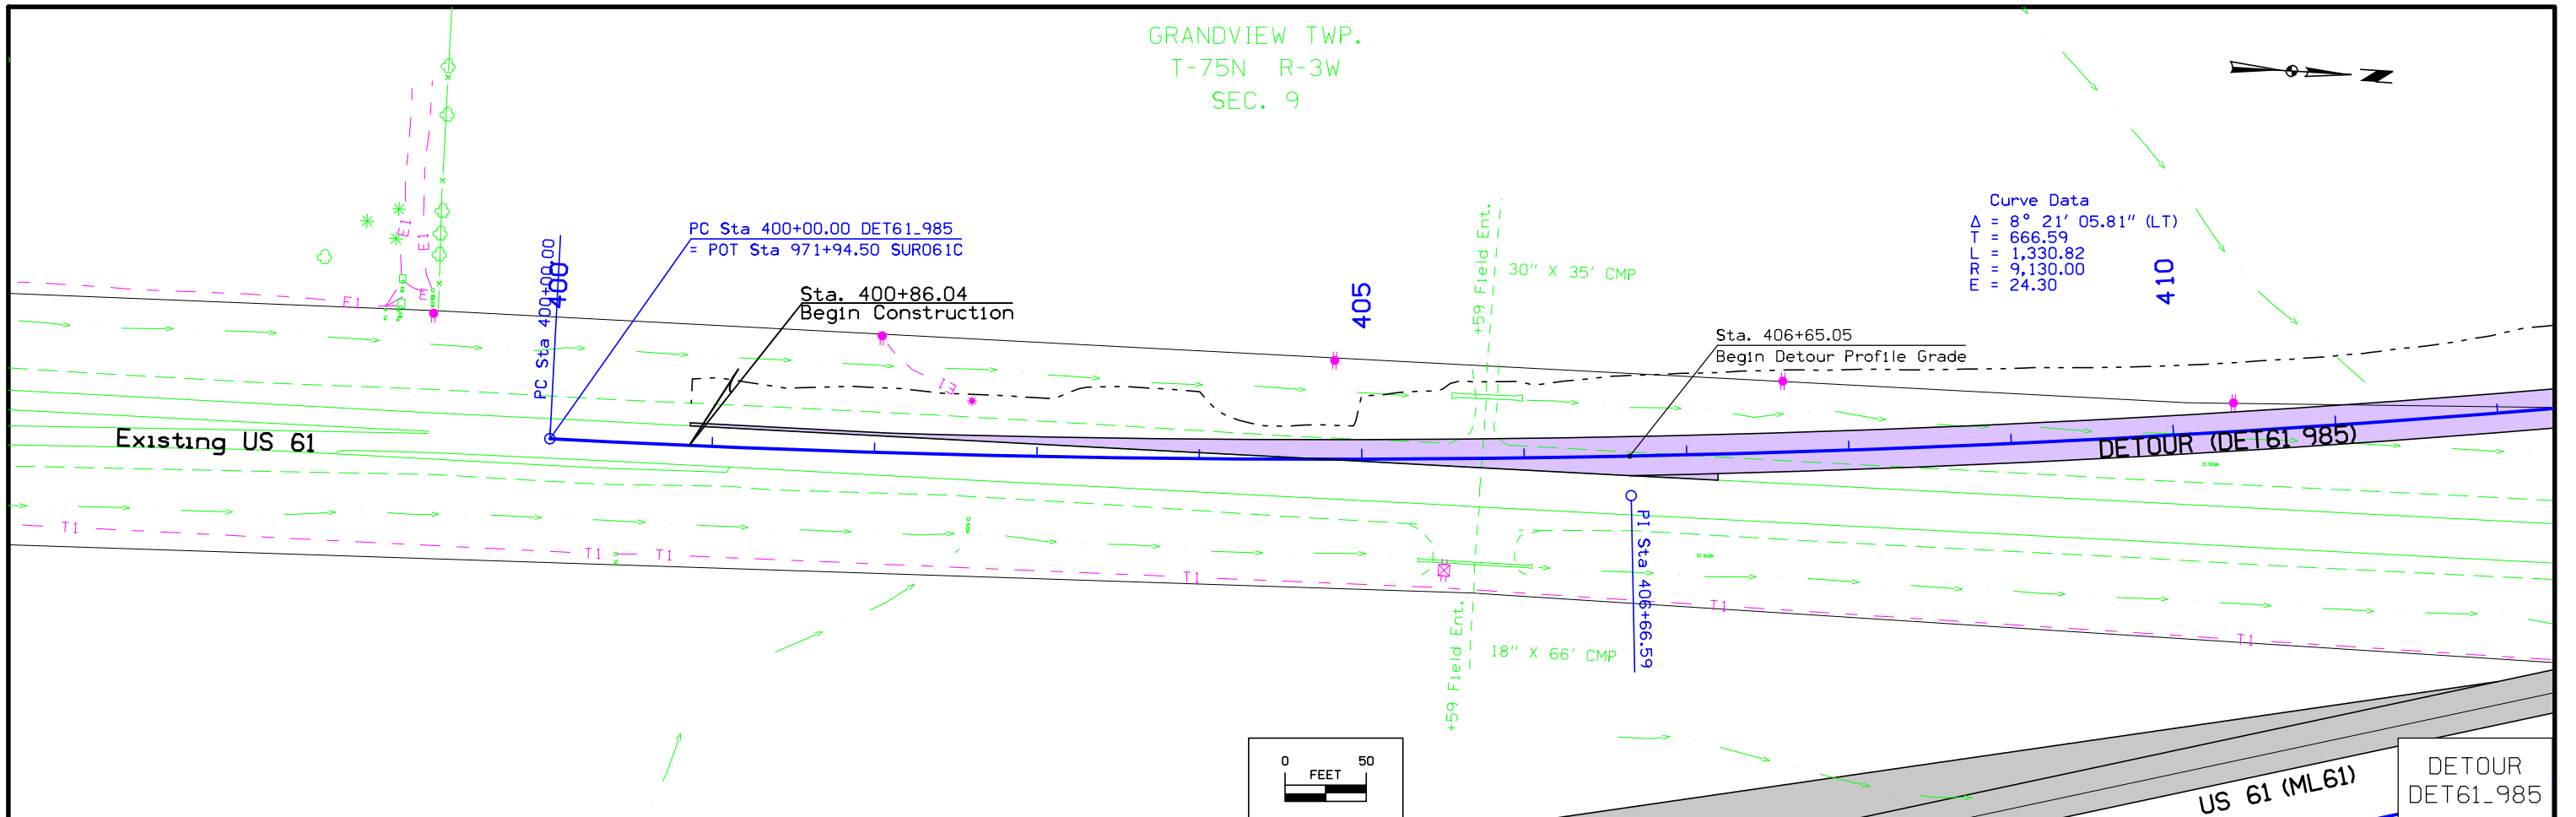 GRANDVIEW TWP.
T-75N R-3W
SEC. 9
N
Curve Data
Δ = 8° 21' 05.81" (LT)
T = 666.59
L = 1,330.82
R = 9,130.00
E = 24.30
PC Sta 400+00.00 DET61_985
= POT Sta 971+94.50 SUR061C
PC Sta 400+00.00
400
405
410
Sta. 400+86.04
Begin Construction
Sta. 406+65.05
Begin Detour Profile Grade
+59 Field Ent.
30" X 35' CMP
E1
E1
E1
E
E1
Existing US 61
DETOUR (DET61_985)
T1
T1
T1
T1
T1
T1
PI Sta 406+66.59
+59 Field Ent.
18" X 66' CMP
0 50
FEET
US 61 (ML61)
DETOUR
DET61_985